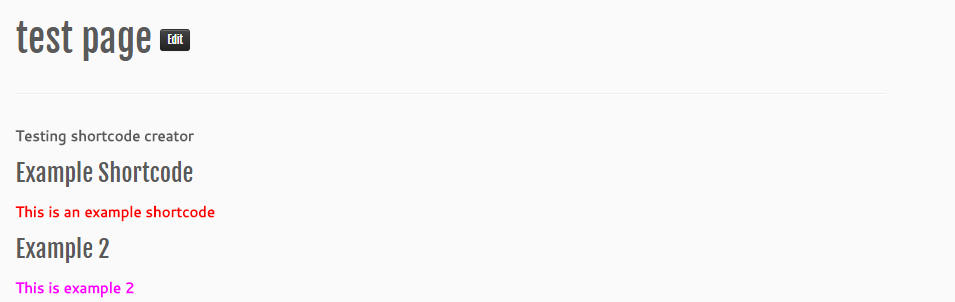 test page Edit
Testing shortcode creator
Example Shortcode
This is an example shortcode
Example 2
This is example 2